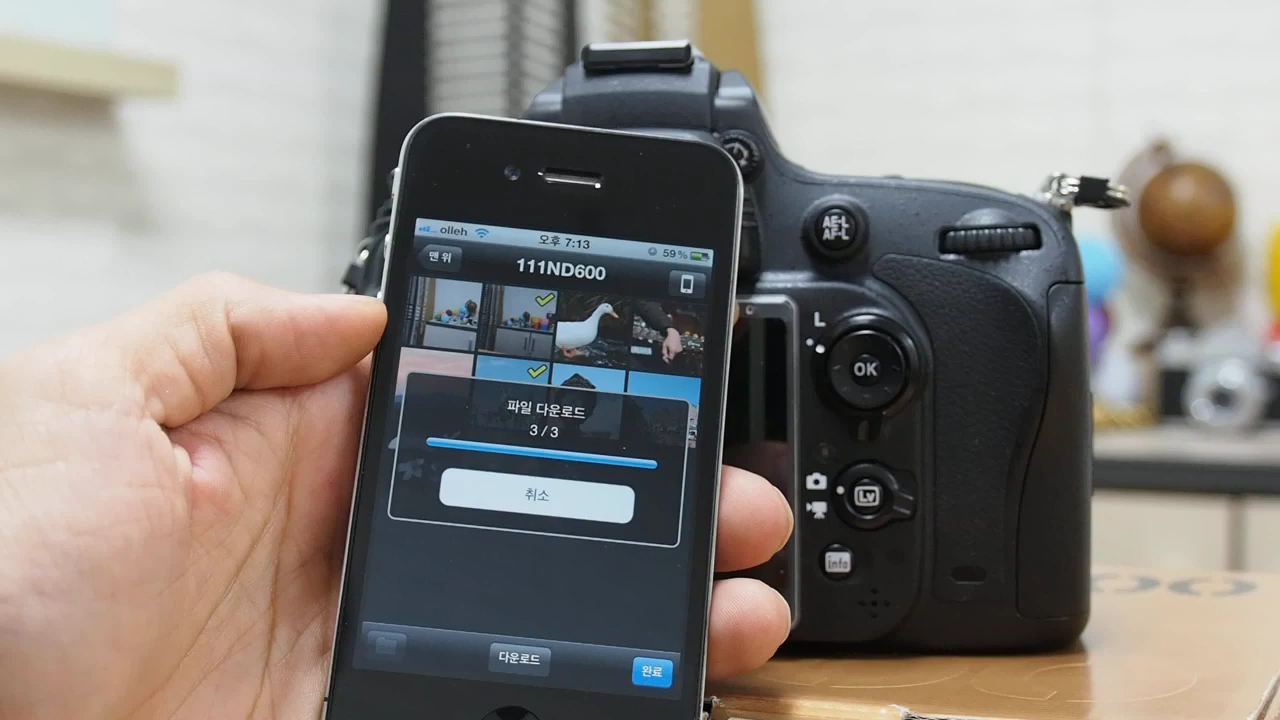 olleh
오후 7:13
59%
맨 위
111ND600
파일 다운로드
3 / 3
취소
다운로드
완료
AE-L
AF-L
L
OK
Lv
info